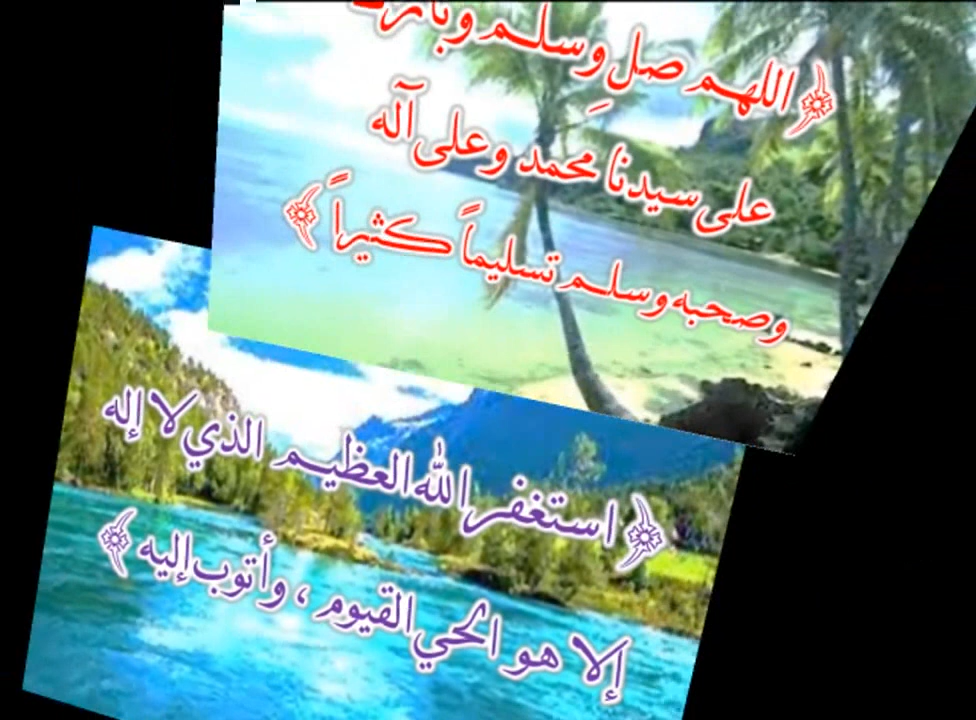 ﴿ اللهم صلِ وسلم وبارك
على سيدنا محمد وعلى آله
وصحبه وسلم تسليماً كثيراً ﴾
﴿ استغفر الله العظيم الذي لا إله
إلا هو الحي القيوم ، وأتوب إليه ﴾